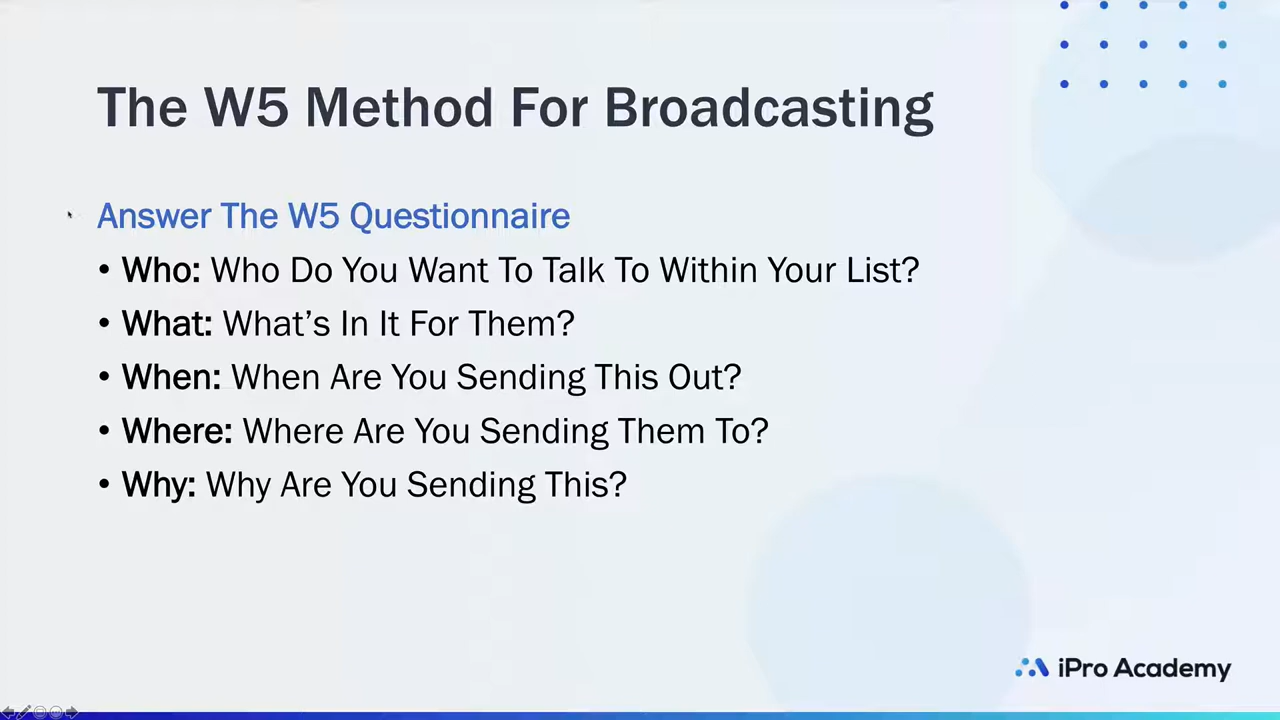 The W5 Method For Broadcasting
Answer The W5 Questionnaire
• Who: Who Do You Want To Talk To Within Your List?
• What: What’s In It For Them?
• When: When Are You Sending This Out?
• Where: Where Are You Sending Them To?
• Why: Why Are You Sending This?
iPro Academy